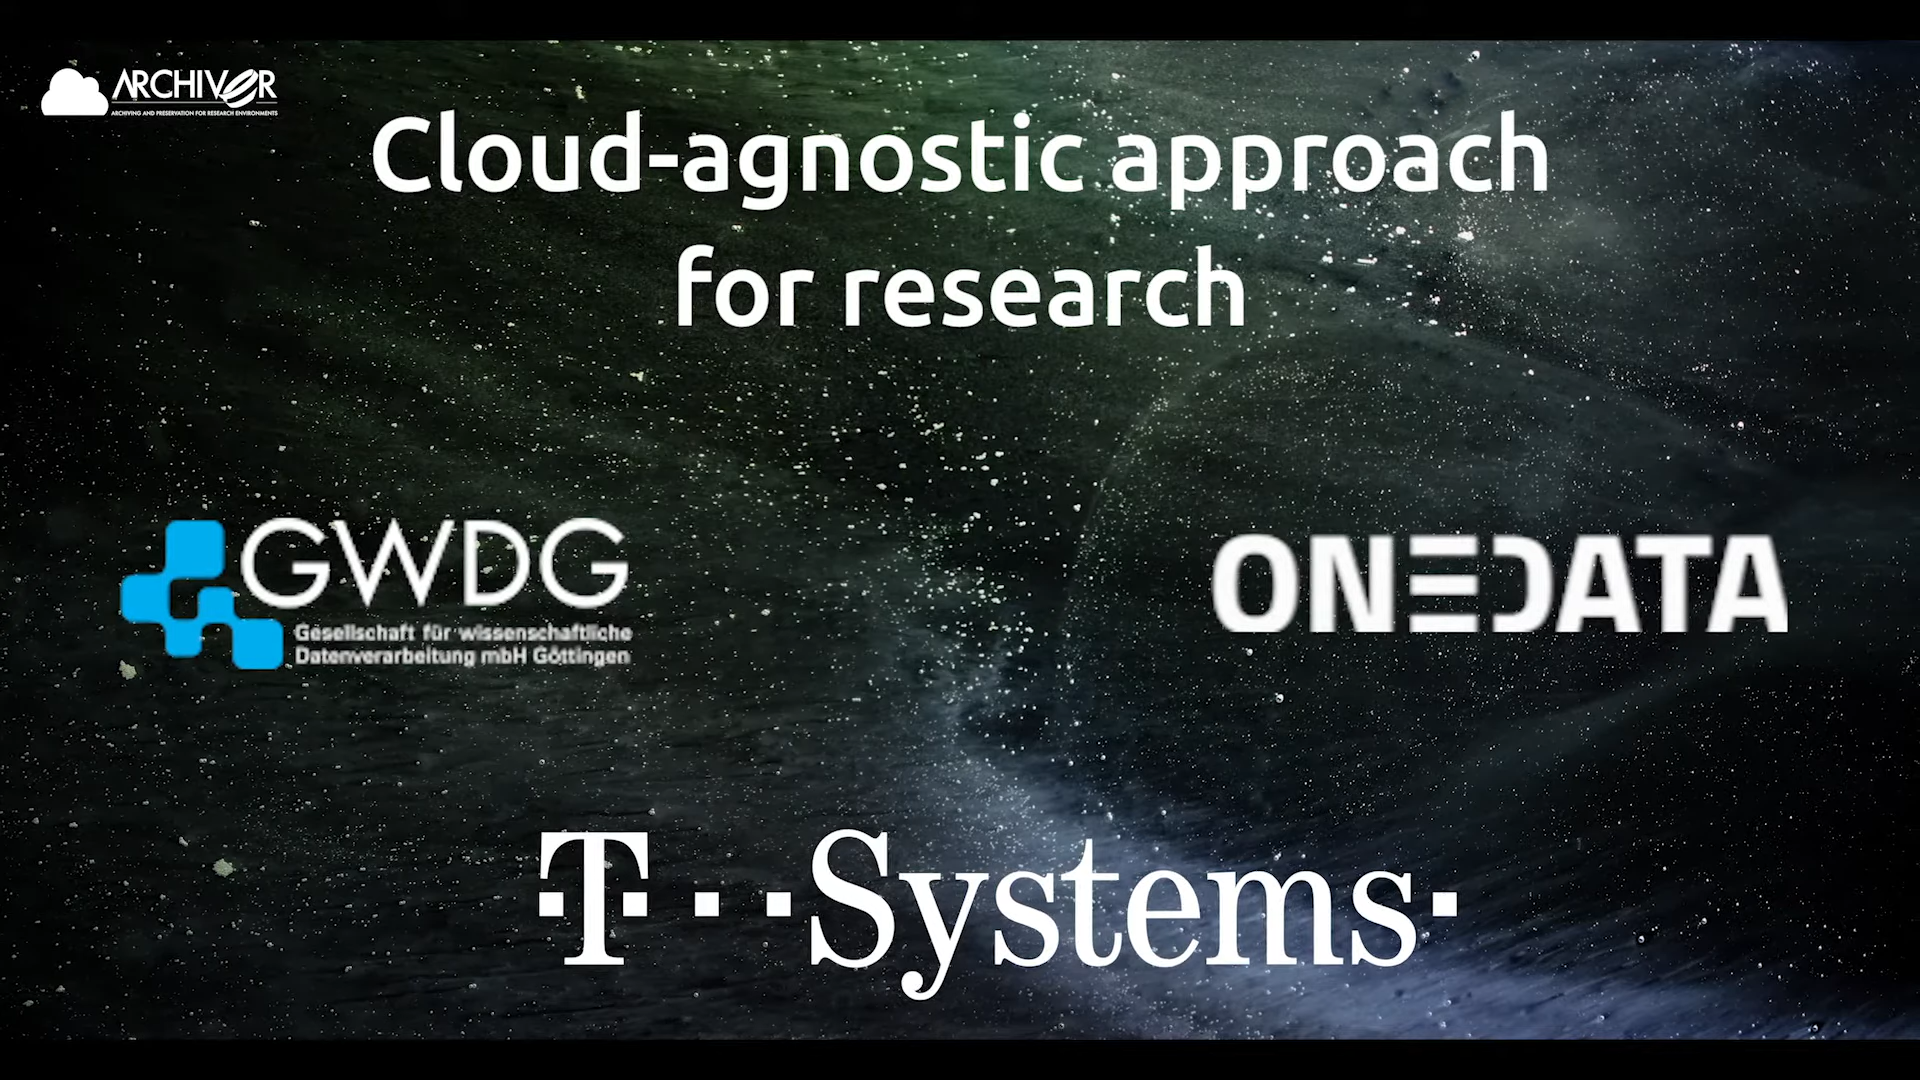 ARCHIVER
ARCHIVING AND PRESERVATION FOR RESEARCH ENVIRONMENTS
Cloud-agnostic approach
for research
GWDG
Gesellschaft für wissenschaftliche
Datenverarbeitung mbH Göttingen
ONEDATA
T··Systems·